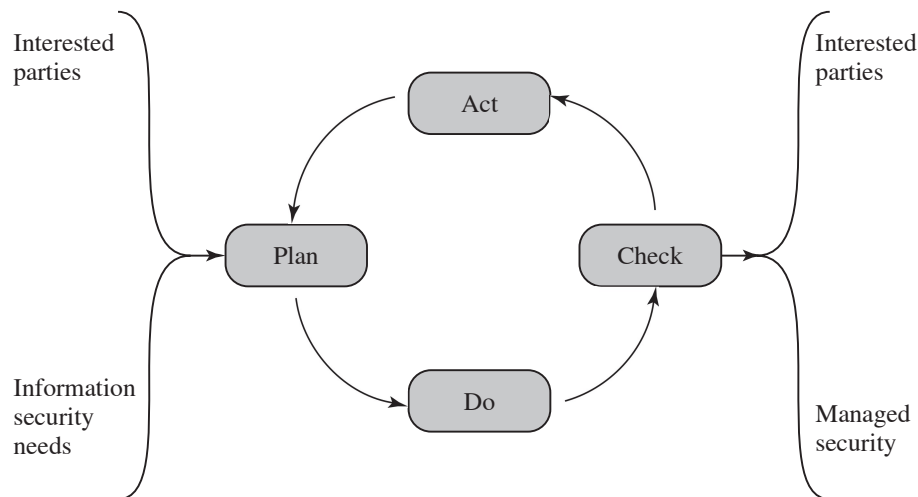 Interested
parties
Interested
parties
Act
Plan
Check
Do
Information
security
needs
Managed
security